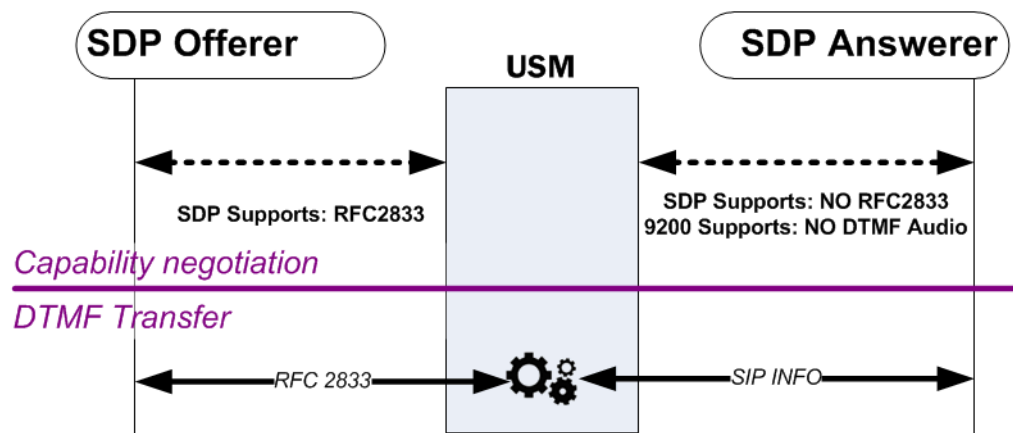 SDP Offerer
SDP Answerer
USM
SDP Supports: RFC2833
SDP Supports: NO RFC2833
9200 Supports: NO DTMF Audio
Capability negotiation
DTMF Transfer
RFC 2833
SIP INFO